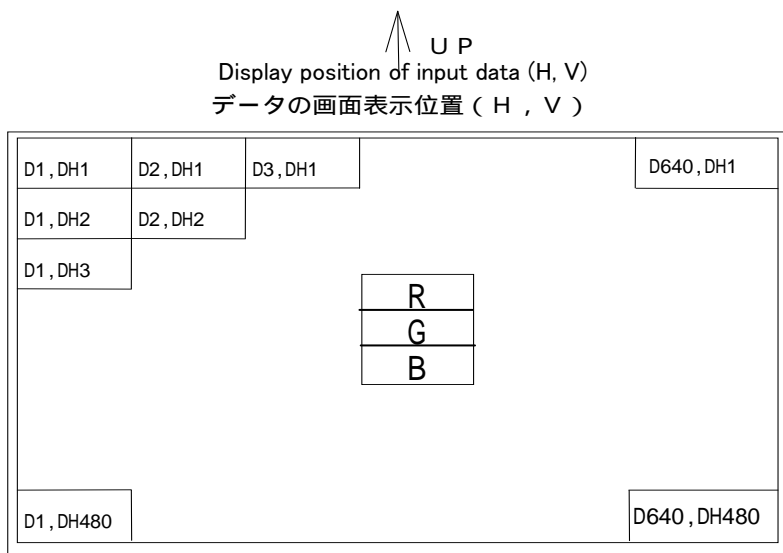 UP
Display position of input data (H, V)
データの画面表示位置(H,V)
D1,DH1 D2,DH1 D3,DH1 D640,DH1
D1,DH2 D2,DH2
D1,DH3
R
G
B
D1,DH480 D640,DH480